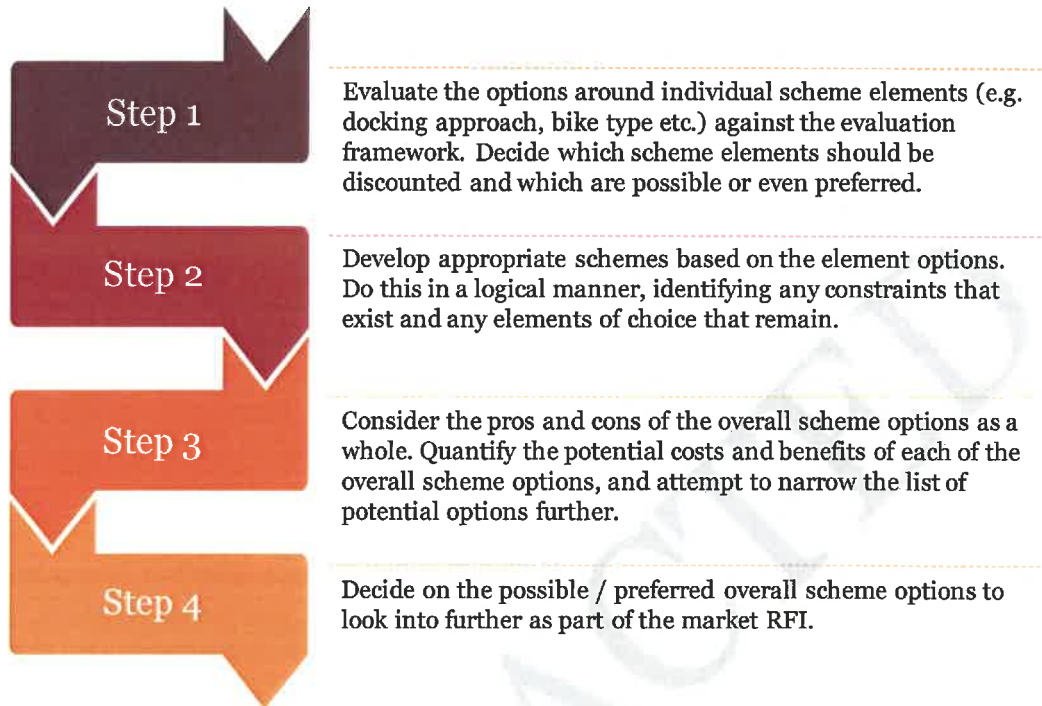 Step 1
Evaluate the options around individual scheme elements (e.g.
docking approach, bike type etc.) against the evaluation
framework. Decide which scheme elements should be
discounted and which are possible or even preferred.
Step 2
Develop appropriate schemes based on the element options.
Do this in a logical manner, identifying any constraints that
exist and any elements of choice that remain.
Step 3
Consider the pros and cons of the overall scheme options as a
whole. Quantify the potential costs and benefits of each of the
overall scheme options, and attempt to narrow the list of
potential options further.
Step 4
Decide on the possible / preferred overall scheme options to
look into further as part of the market RFI.
ACTED